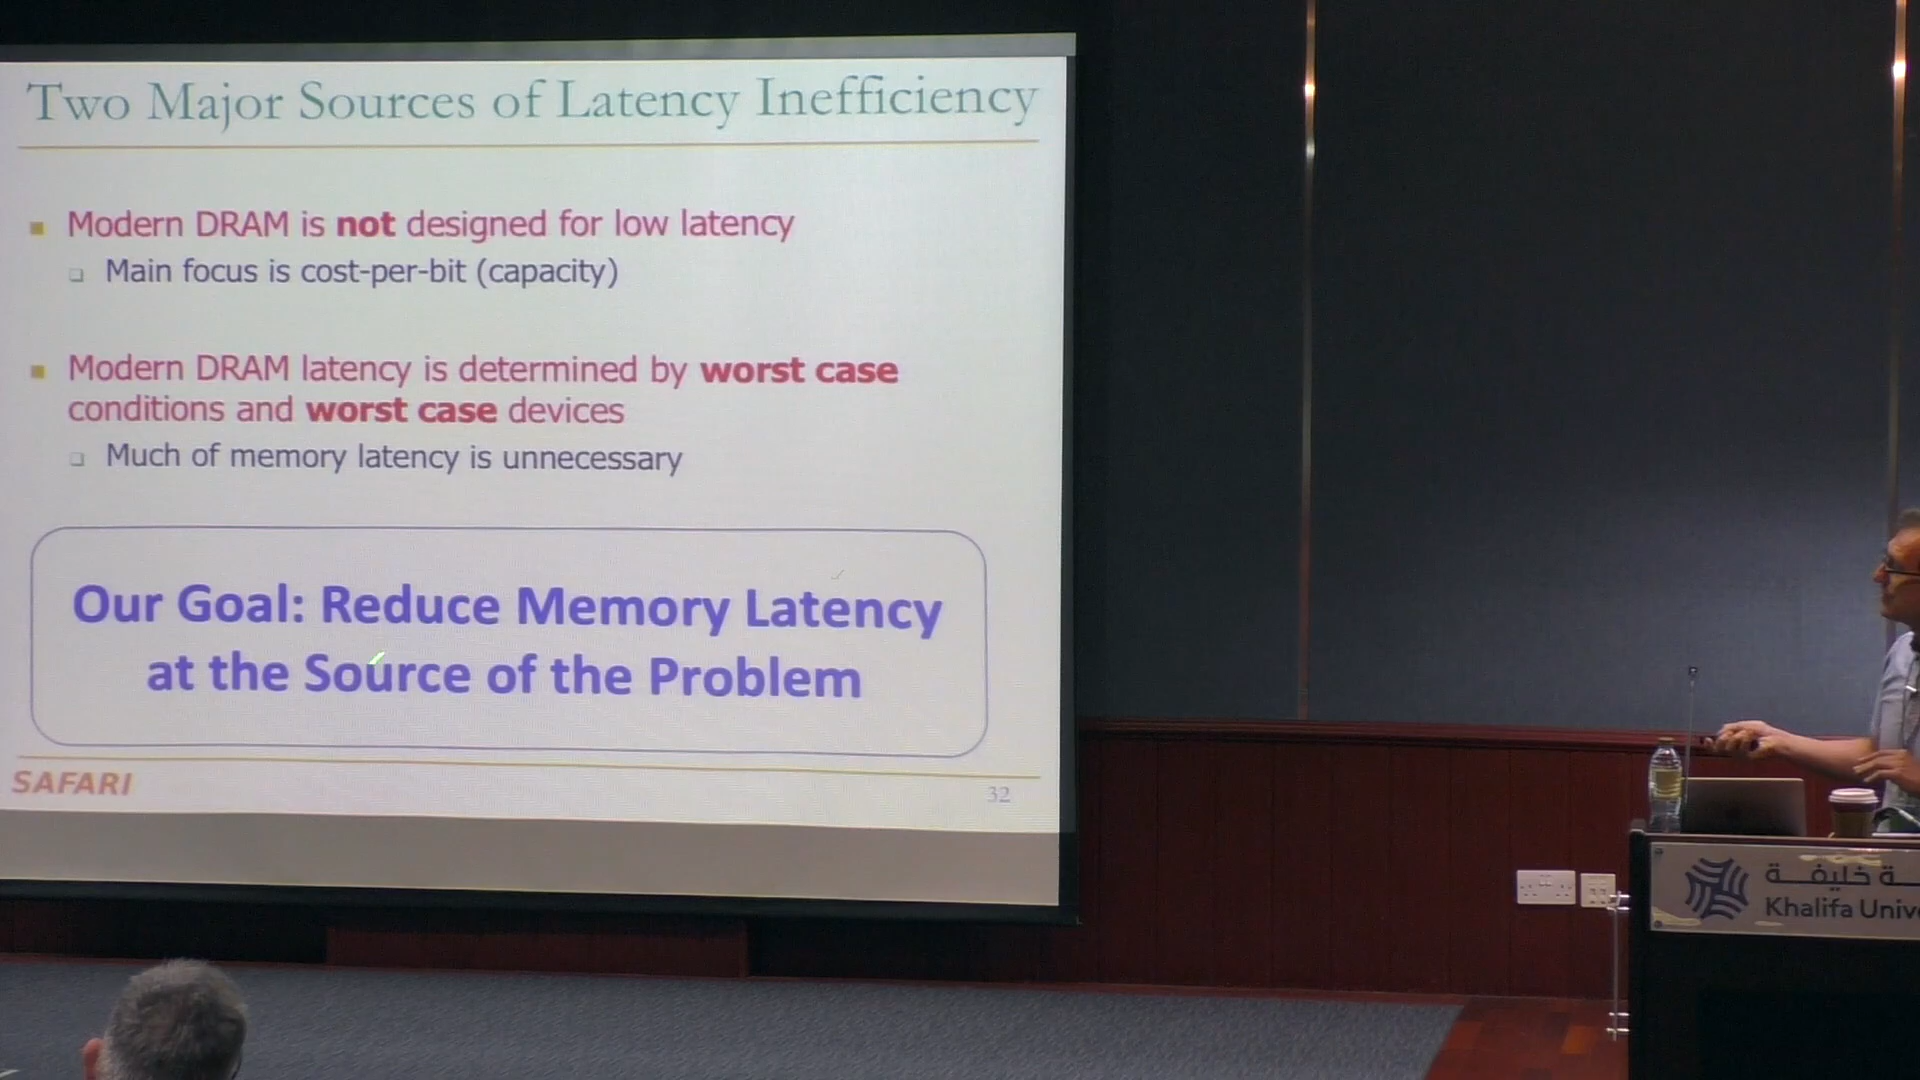 Two Major Sources of Latency Inefficiency
Modern DRAM is not designed for low latency
Main focus is cost-per-bit (capacity)
Modern DRAM latency is determined by worst case
conditions and worst case devices
Much of memory latency is unnecessary
Our Goal: Reduce Memory Latency
at the Source of the Problem
SAFARI
32
خليفة
Khalifa